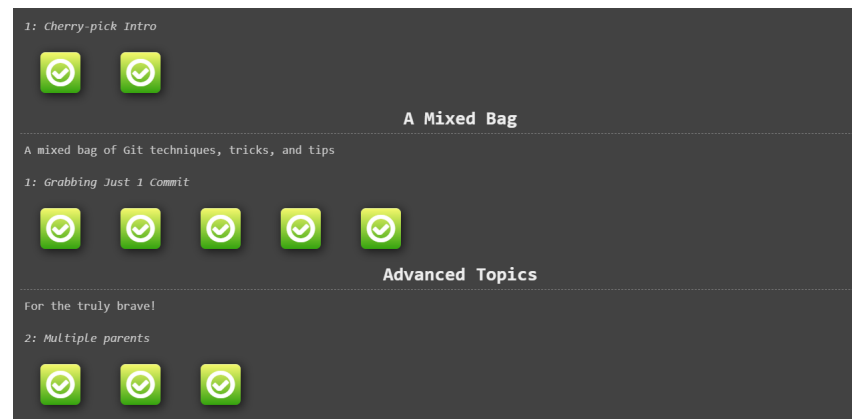 1: Cherry-pick Intro
A Mixed Bag
A mixed bag of Git techniques, tricks, and tips
1: Grabbing Just 1 Commit
Advanced Topics
For the truly brave!
2: Multiple parents